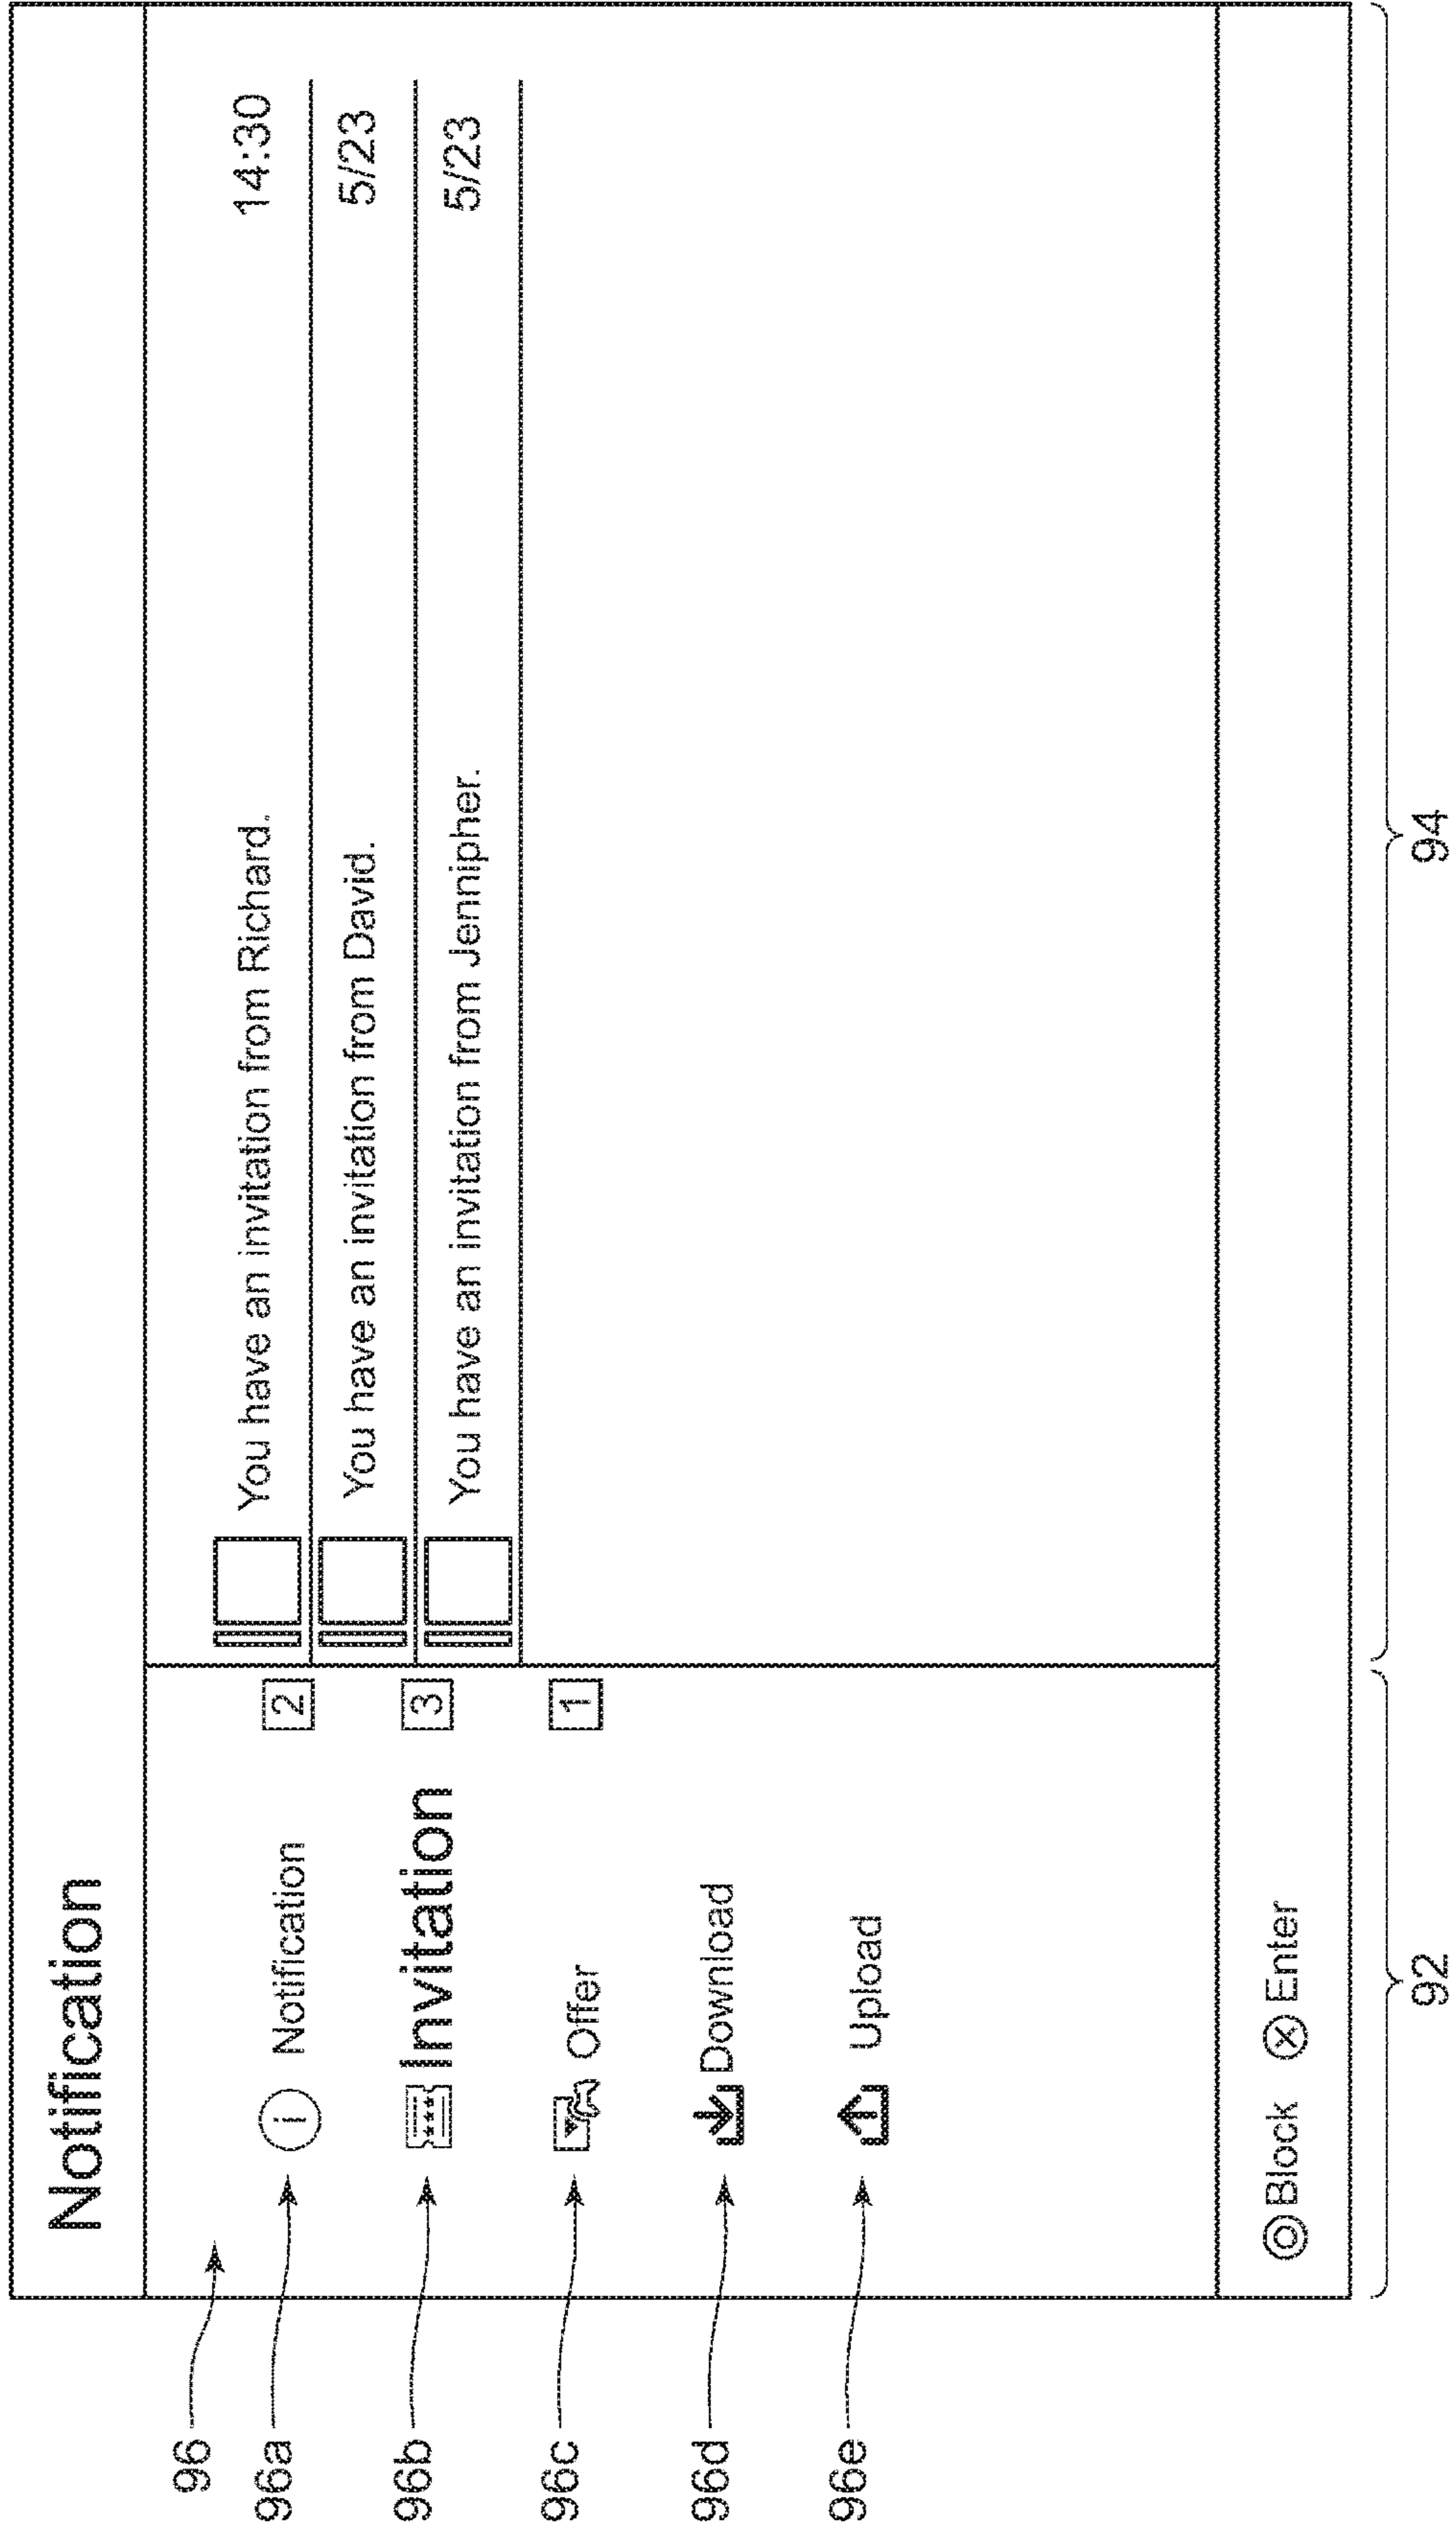 Notification
96
96a
i Notification 2
96b
Invitation 3
96c
Offer 1
96d
Download
96e
Upload
You have an invitation from Richard. 14:30
You have an invitation from David. 5/23
You have an invitation from Jennipher. 5/23
Block Enter
92
94